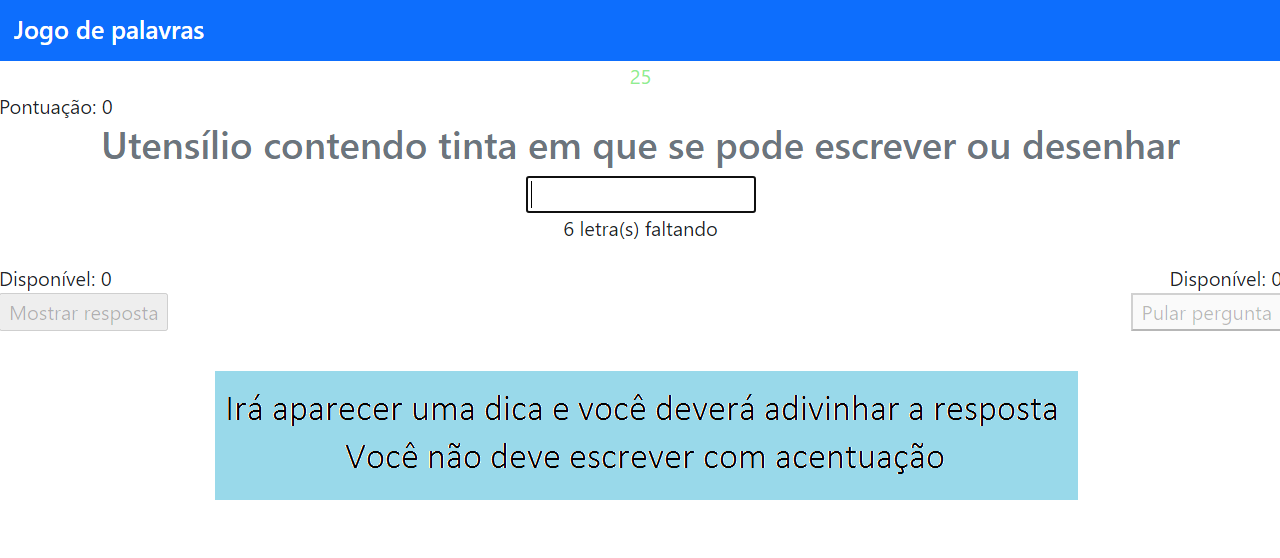 Jogo de palavras
25
Pontuação: 0
Utensílio contendo tinta em que se pode escrever ou desenhar
6 letra(s) faltando
Disponível: 0
Disponível: 0
Mostrar resposta
Pular pergunta
Irá aparecer uma dica e você deverá adivinhar a resposta
Você não deve escrever com acentuação